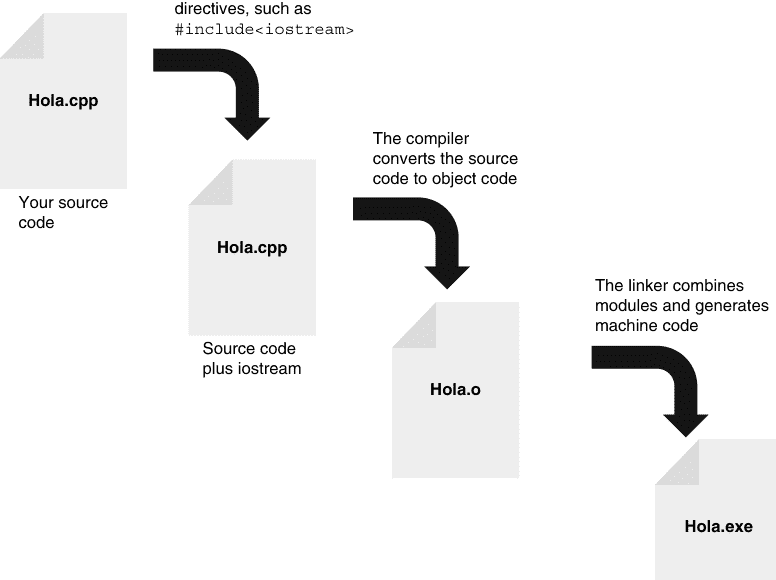 directives, such as
#include<iostream>
Hola.cpp
Your source
code
The compiler
converts the source
code to object code
Hola.cpp
Source code
plus iostream
The linker combines
modules and generates
machine code
Hola.o
Hola.exe